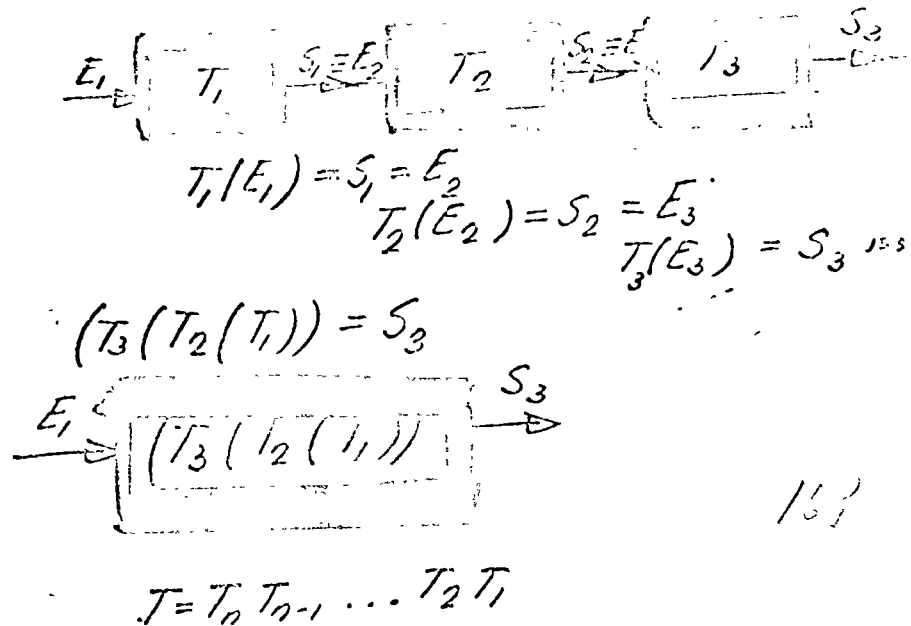 E₁ T₁ S₁ = E₂ T₂ S₂ = E T₃ S₃
T₁(E₁) = S₁ = E₂
T₂(E₂) = S₂ = E₃
T₃(E₃) = S₃
(T₃(T₂(T₁)) = S₃
E₁ (T₃(T₂(T₁)) S₃
T = Tₙ Tₙ₋₁ ... T₂ T₁